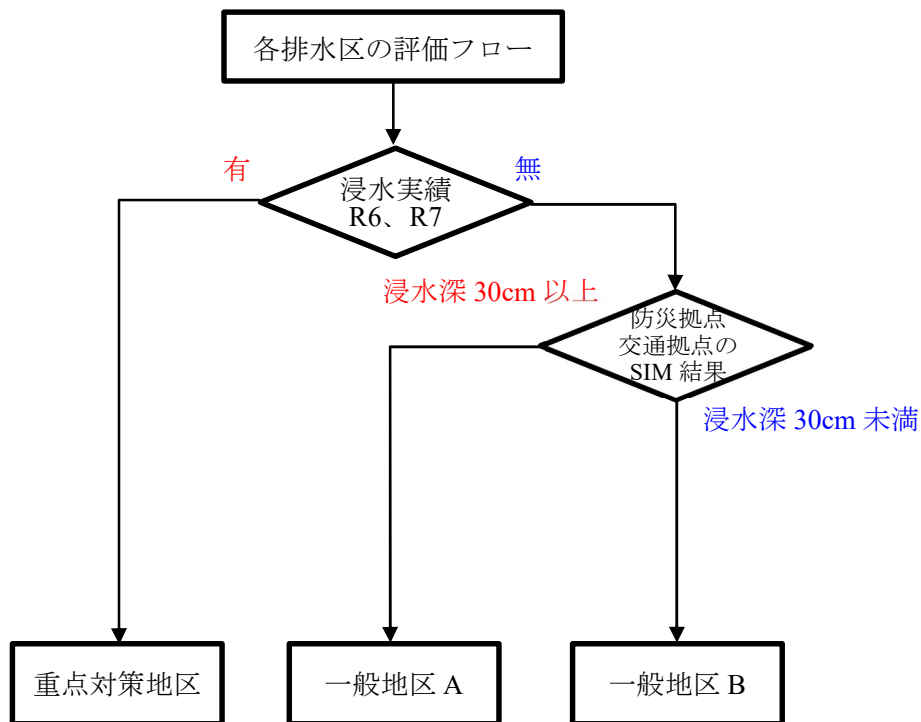 各排水区の評価フロー
有
無
浸水実績
R6、R7
浸水深 30cm 以上
防災拠点
交通拠点の
SIM 結果
浸水深 30cm 未満
重点対策地区
一般地区 A
一般地区 B